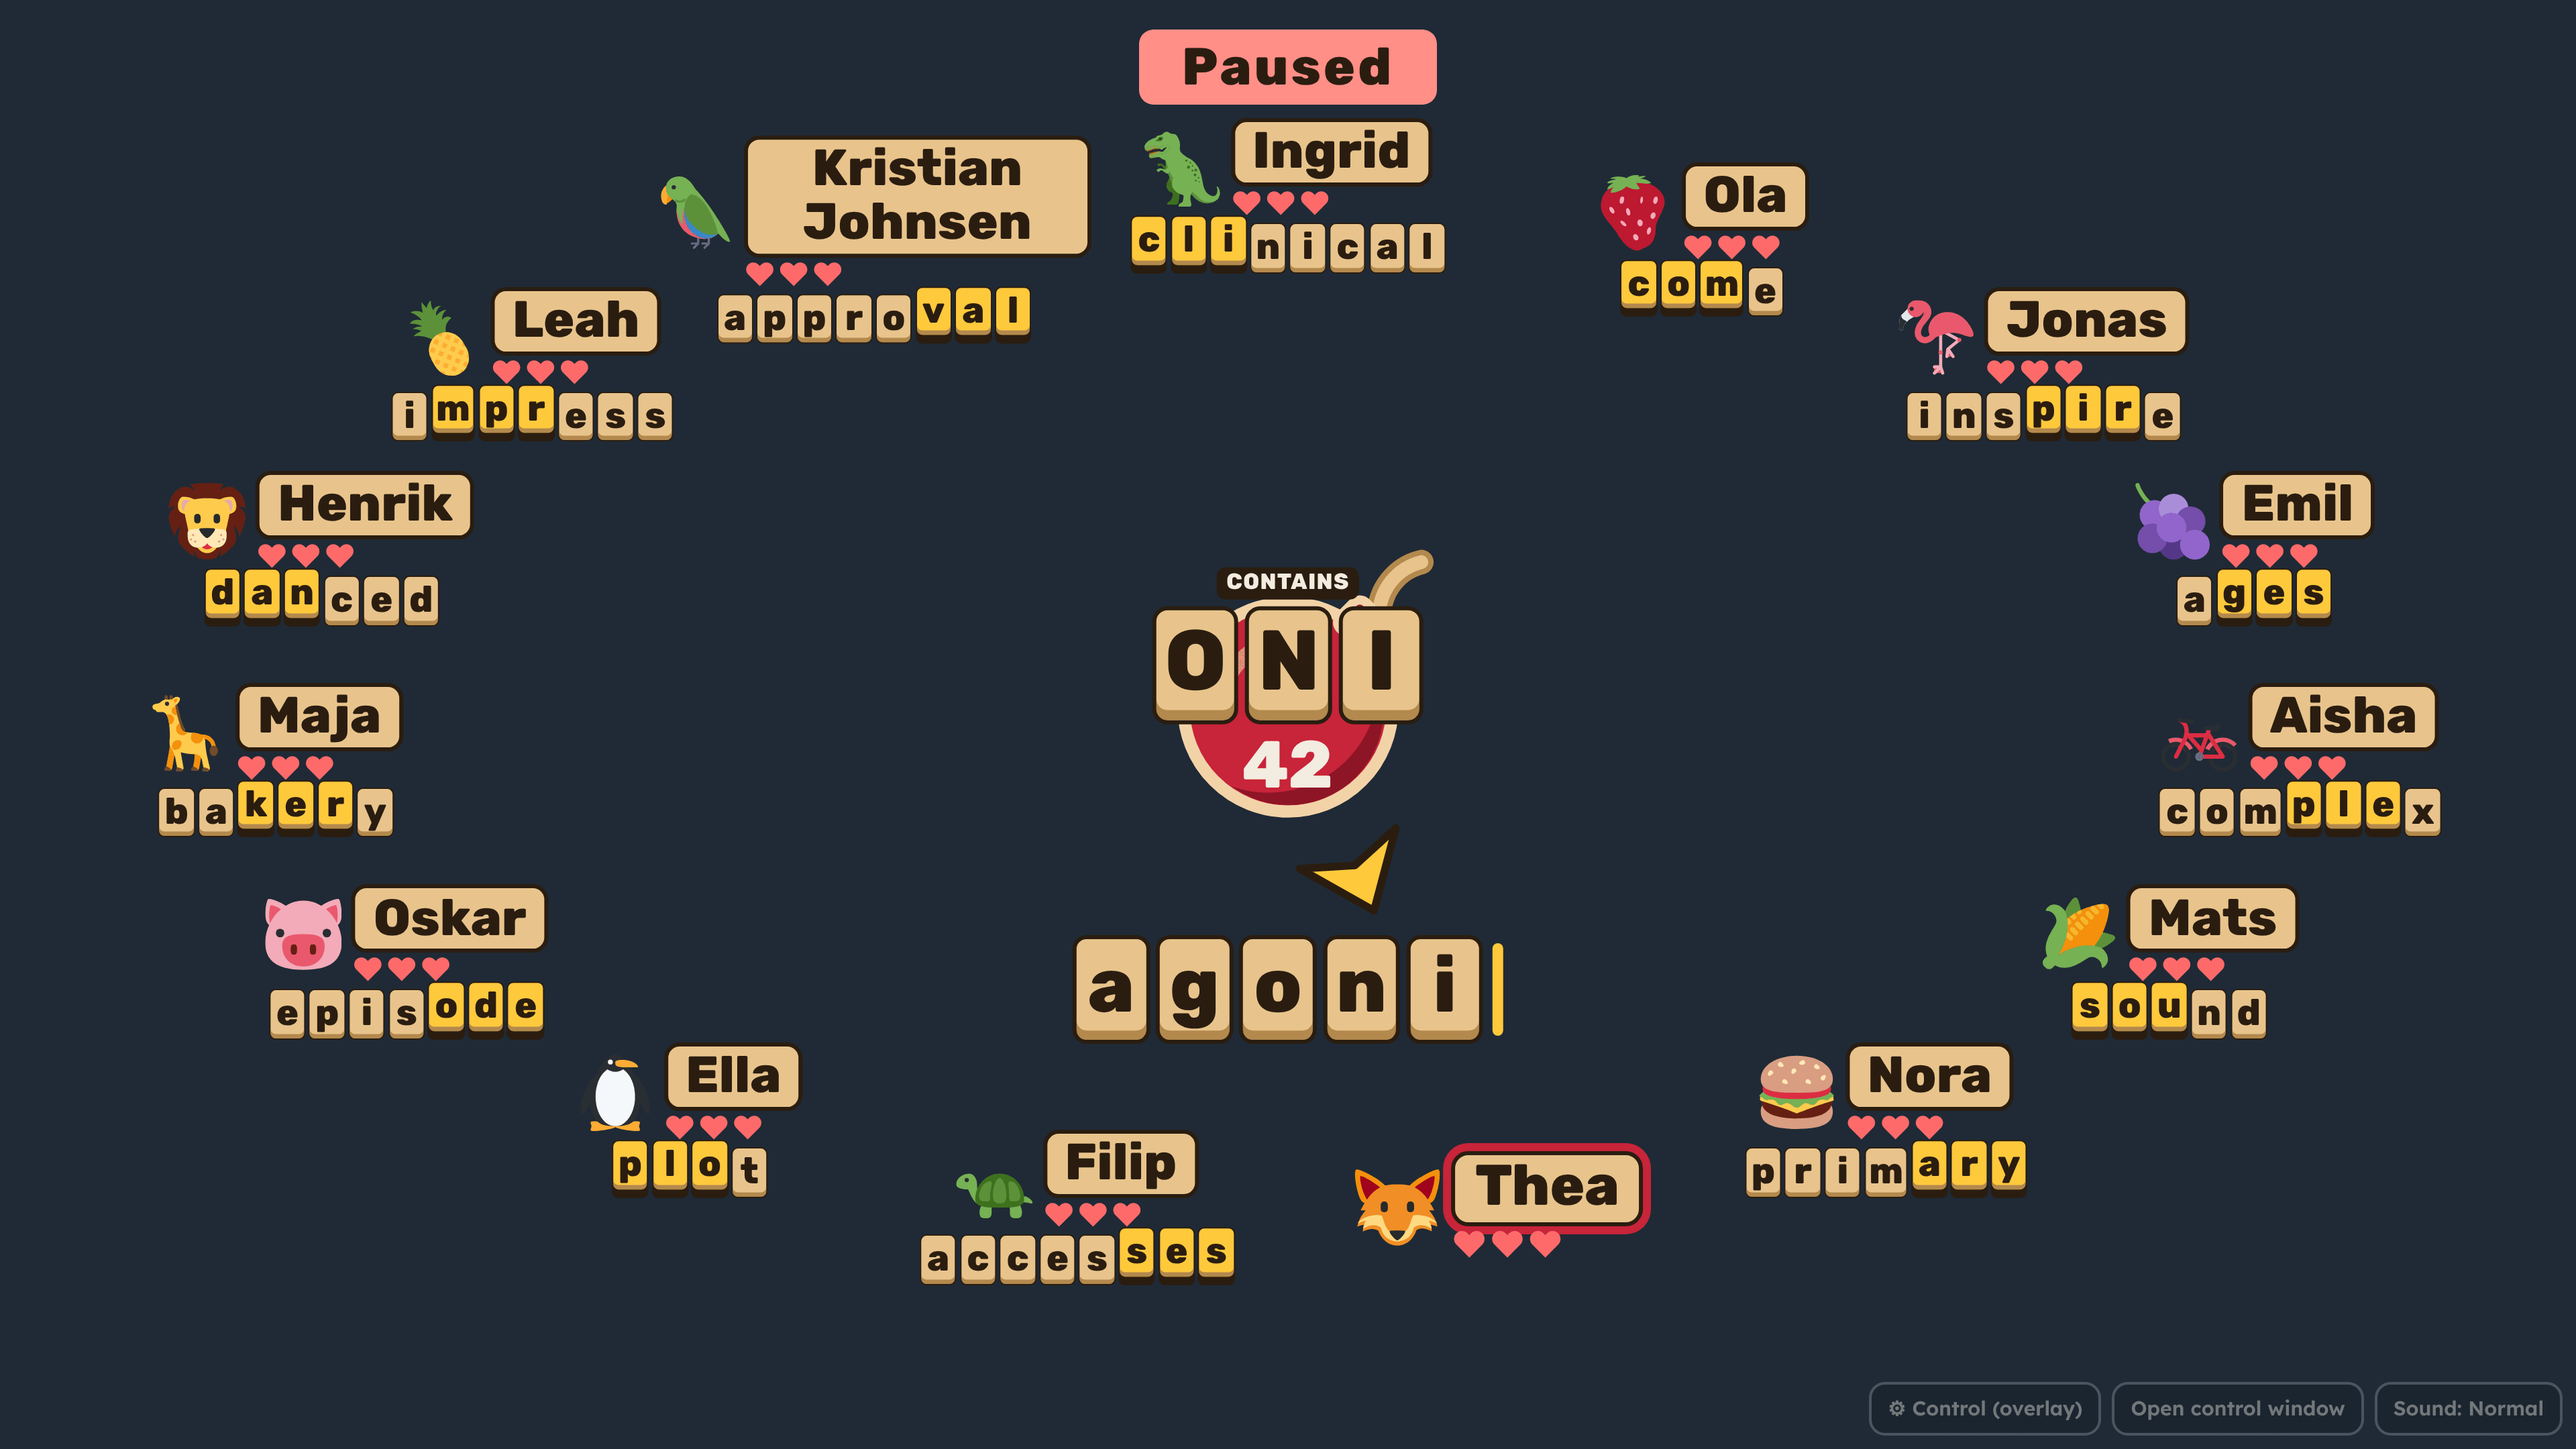 Paused
Ingrid
clinical
Kristian
Johnsen
approval
Ola
come
Leah
impress
Jonas
inspire
Henrik
danced
Emil
ages
CONTAINS
ONI
42
Maja
bakery
Aisha
complex
Oskar
episode
agoni
Mats
sound
Ella
plot
Nora
primary
Filip
accesses
Thea
⚙ Control (overlay)
Open control window
Sound: Normal